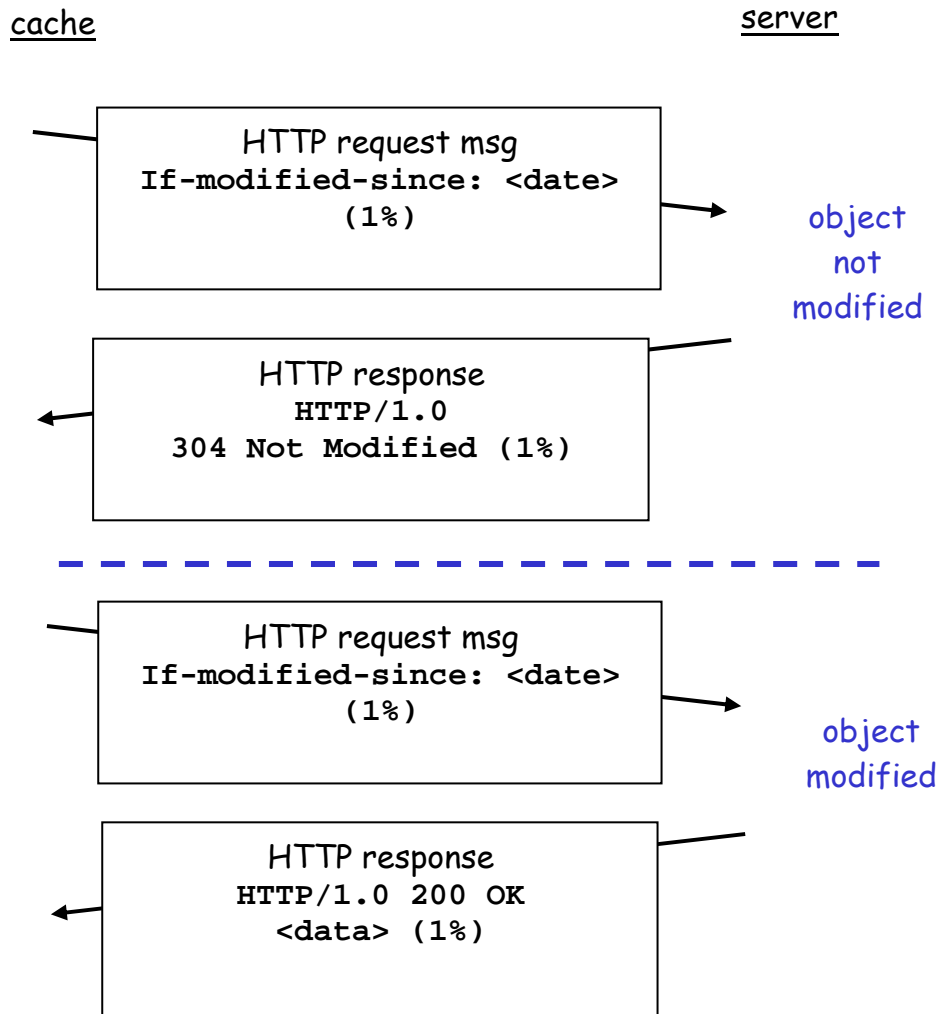 cache
server
HTTP request msg
If-modified-since: <date>
(1%)
object
not
modified
HTTP response
HTTP/1.0
304 Not Modified (1%)
HTTP request msg
If-modified-since: <date>
(1%)
object
modified
HTTP response
HTTP/1.0 200 OK
<data> (1%)